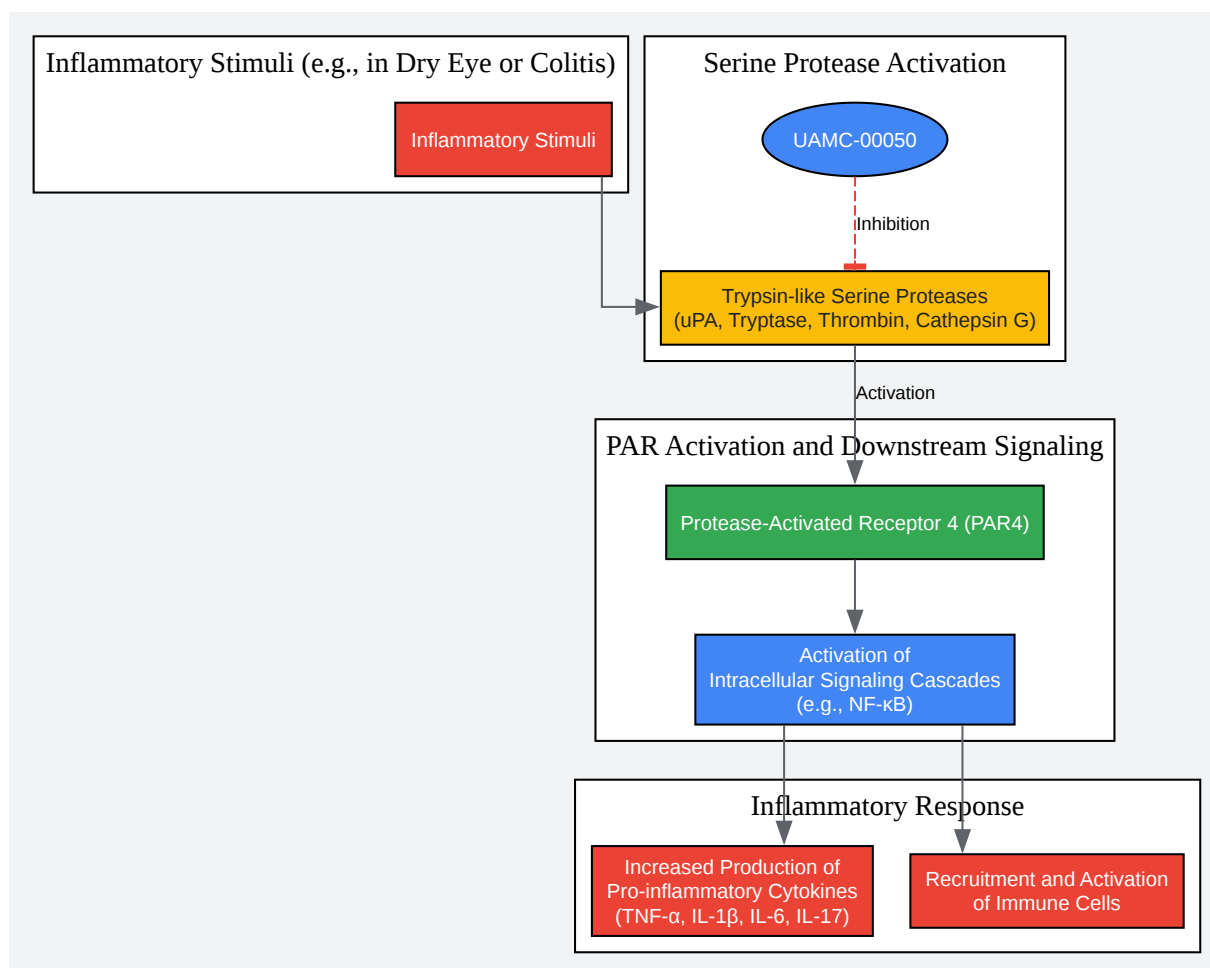 Inflammatory Stimuli (e.g., in Dry Eye or Colitis)
Inflammatory Stimuli
Serine Protease Activation
UAMC-00050
Inhibition
Trypsin-like Serine Proteases
(uPA, Tryptase, Thrombin, Cathepsin G)
Activation
PAR Activation and Downstream Signaling
Protease-Activated Receptor 4 (PAR4)
Activation of
Intracellular Signaling Cascades
(e.g., NF-κB)
Inflammatory Response
Increased Production of
Pro-inflammatory Cytokines
(TNF-α, IL-1β, IL-6, IL-17)
Recruitment and Activation
of Immune Cells